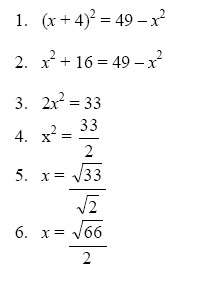 1. (x + 4)² = 49 – x²
2. x² + 16 = 49 – x²
3. 2x² = 33
4. x² = 33/2
5. x = √33/√2
6. x = √66/2